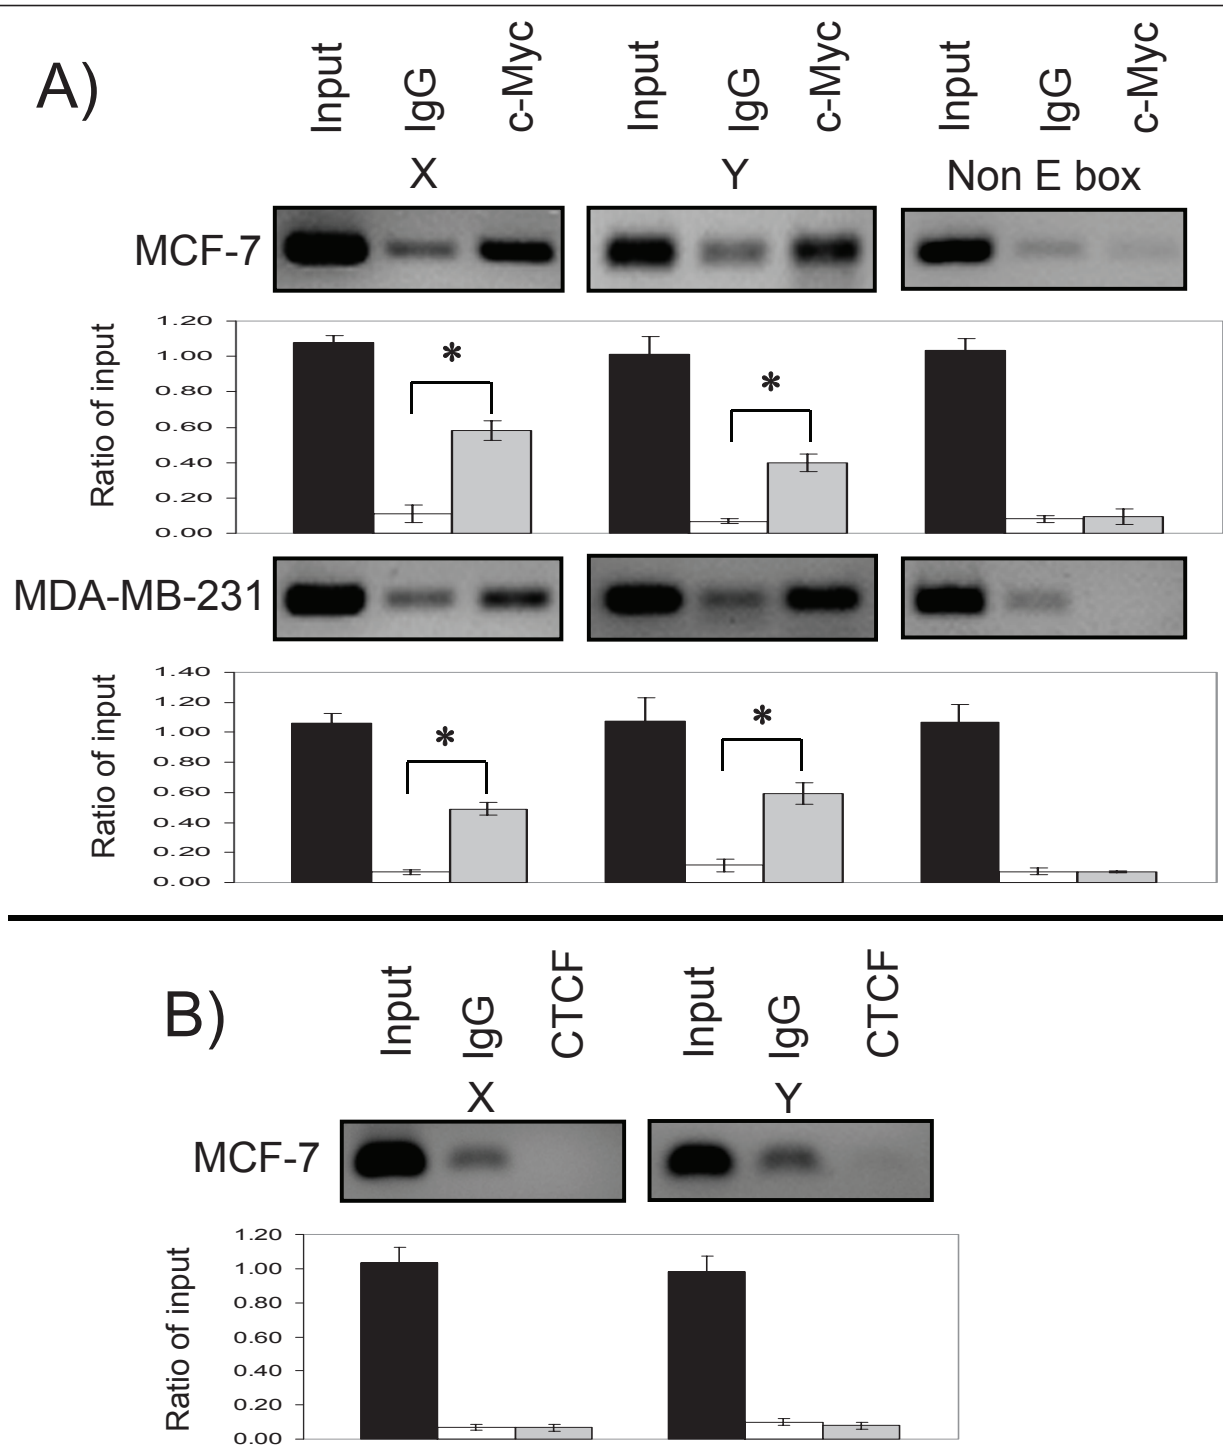 A)
Input IgG c-Myc Input IgG c-Myc Input IgG c-Myc
X Y Non E box
MCF-7
Ratio of input
1.20
1.00
0.80
0.60
0.40
0.20
0.00
* *
MDA-MB-231
Ratio of input
1.40
1.20
1.00
0.80
0.60
0.40
0.20
0.00
* *
B)
Input IgG CTCF Input IgG CTCF
X Y
MCF-7
Ratio of input
1.20
1.00
0.80
0.60
0.40
0.20
0.00